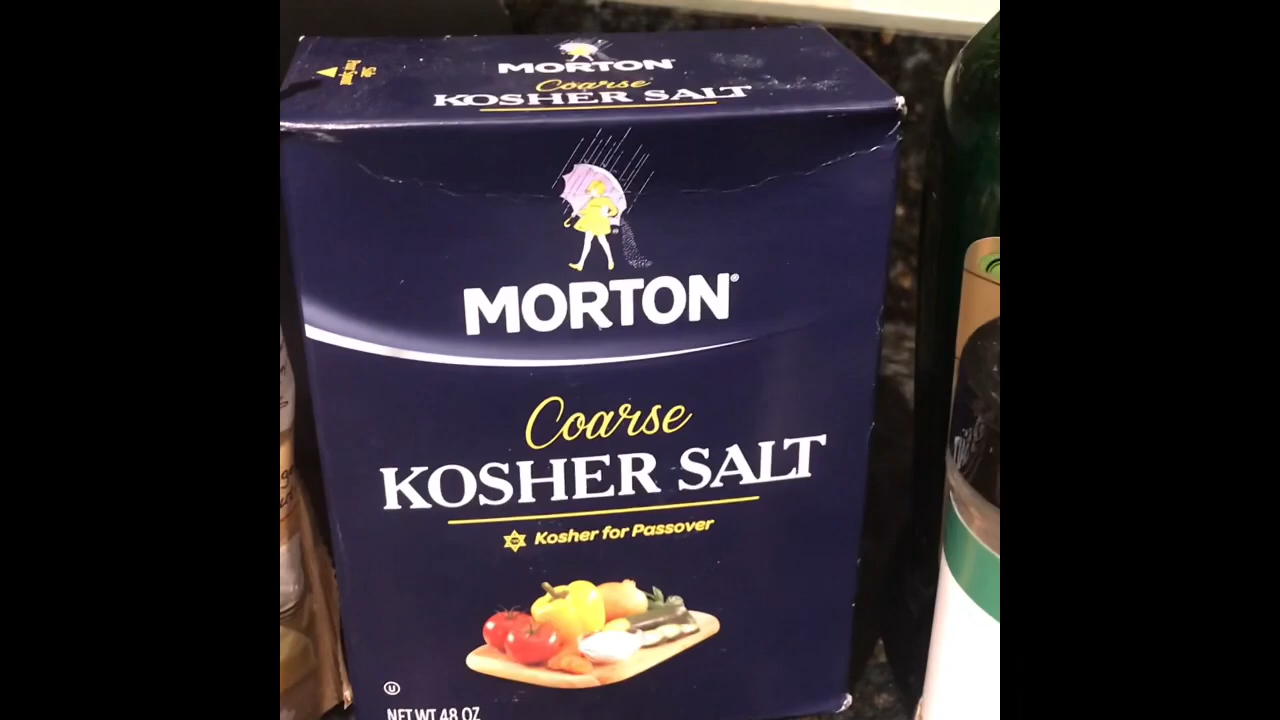 MORTON
Coarse
KOSHER SALT
MORTON®
Coarse
KOSHER SALT
Kosher for Passover
U
NET WT 48 OZ